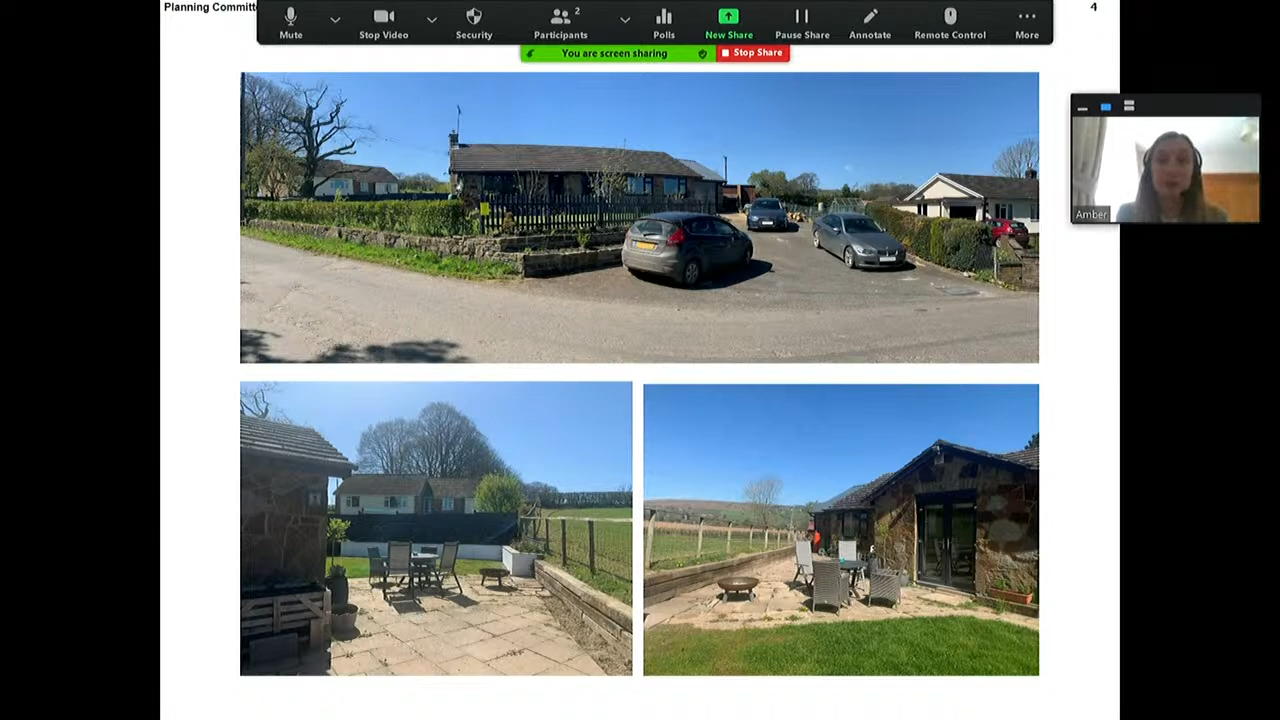 Planning Committ
4
Mute
Stop Video
Security
2
Participants
Polls
New Share
Pause Share
Annotate
Remote Control
More
You are screen sharing
Stop Share
Amber